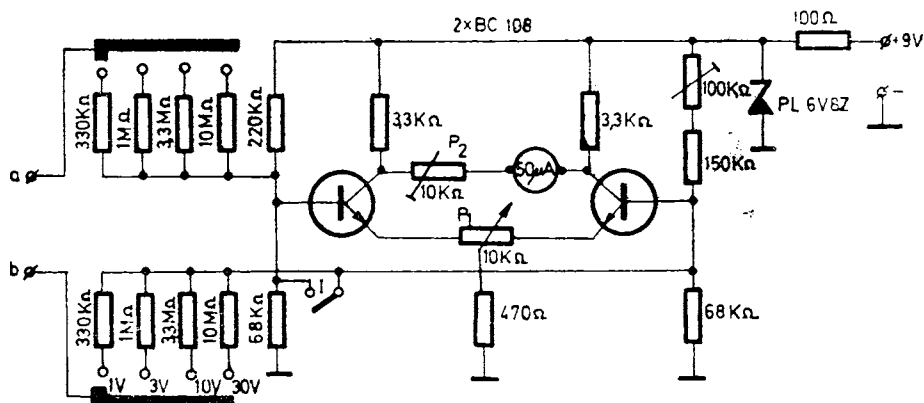 2×BC 108
100Ω
+9V
-
a
330KΩ
1MΩ
3,3MΩ
10MΩ
220KΩ
3,3KΩ
3,3KΩ
100KΩ
PL 6V8Z
P2
10KΩ
50µA
150KΩ
P1
10KΩ
b
330KΩ
1MΩ
3,3MΩ
10MΩ
68KΩ
I
470Ω
68KΩ
1V
3V
10V
30V